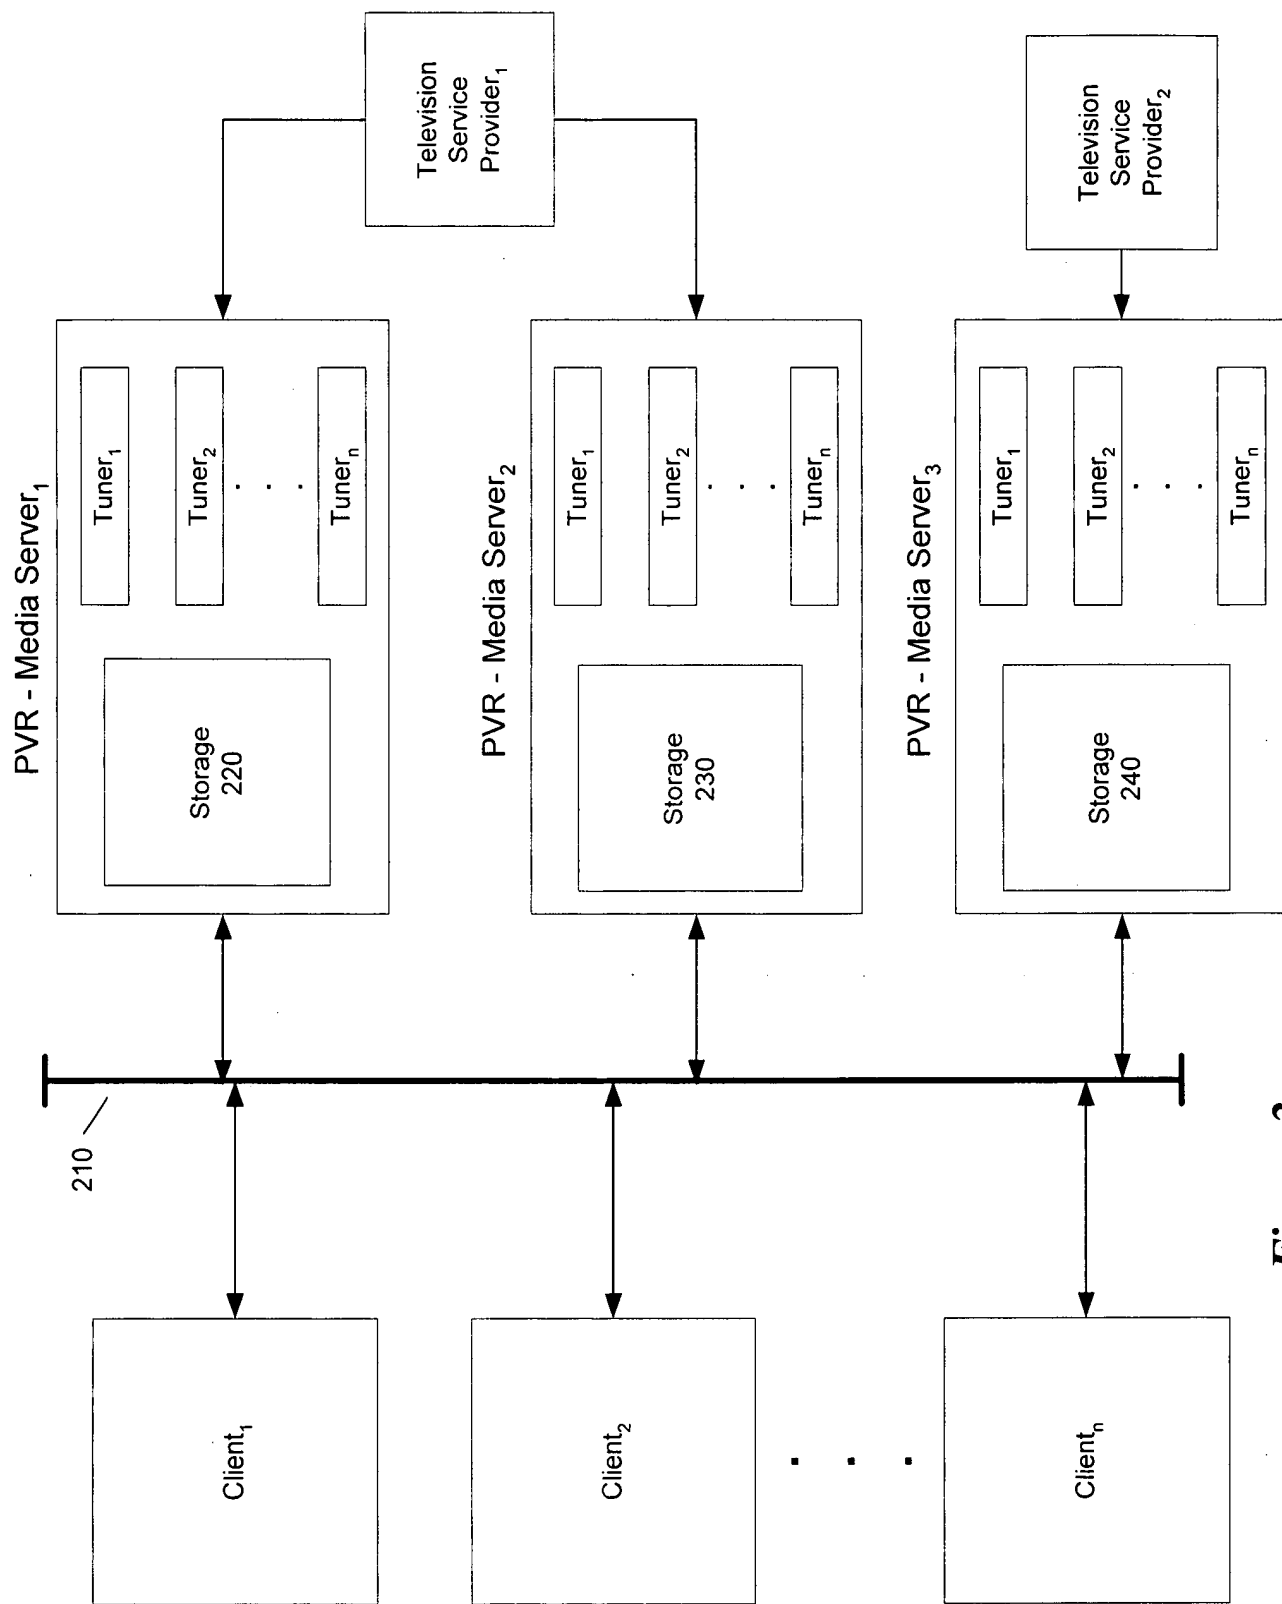 210
PVR - Media Server₁
Client₁
Storage
220
Tuner₁
Tuner₂
. . .
Tunerₙ
Television
Service
Provider₁
PVR - Media Server₂
Client₂
Storage
230
Tuner₁
Tuner₂
. . .
Tunerₙ
. . .
PVR - Media Server₃
Clientₙ
Storage
240
Tuner₁
Tuner₂
. . .
Tunerₙ
Television
Service
Provider₂